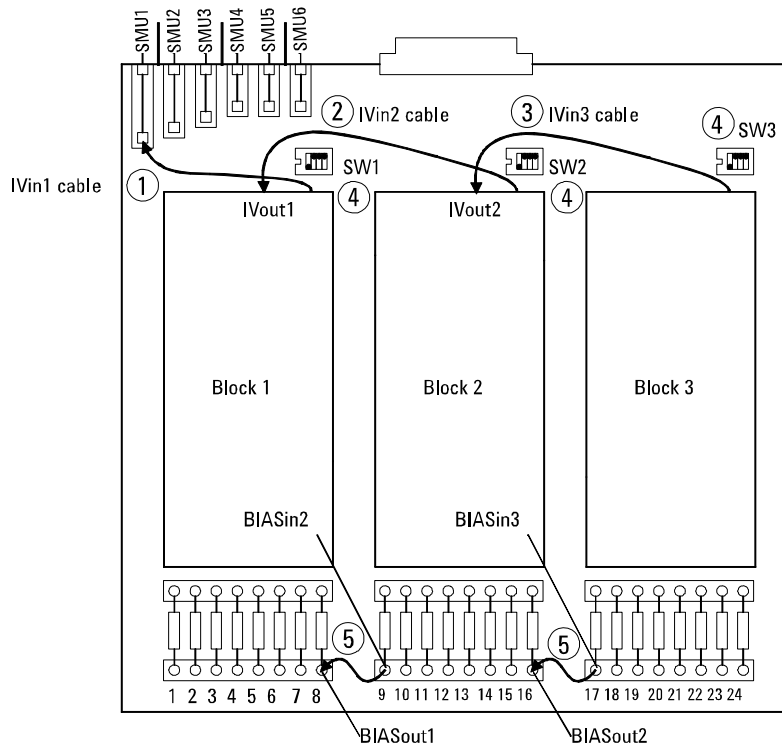 SMU1 SMU2 SMU3 SMU4 SMU5 SMU6
2 IVin2 cable 3 IVin3 cable 4 SW3
IVin1 cable 1 SW1 SW2
4 4
IVout1 IVout2
Block 1 Block 2 Block 3
BIASin2 BIASin3
5 5
1 2 3 4 5 6 7 8 9 10 11 12 13 14 15 16 17 18 19 20 21 22 23 24
BIASout1 BIASout2